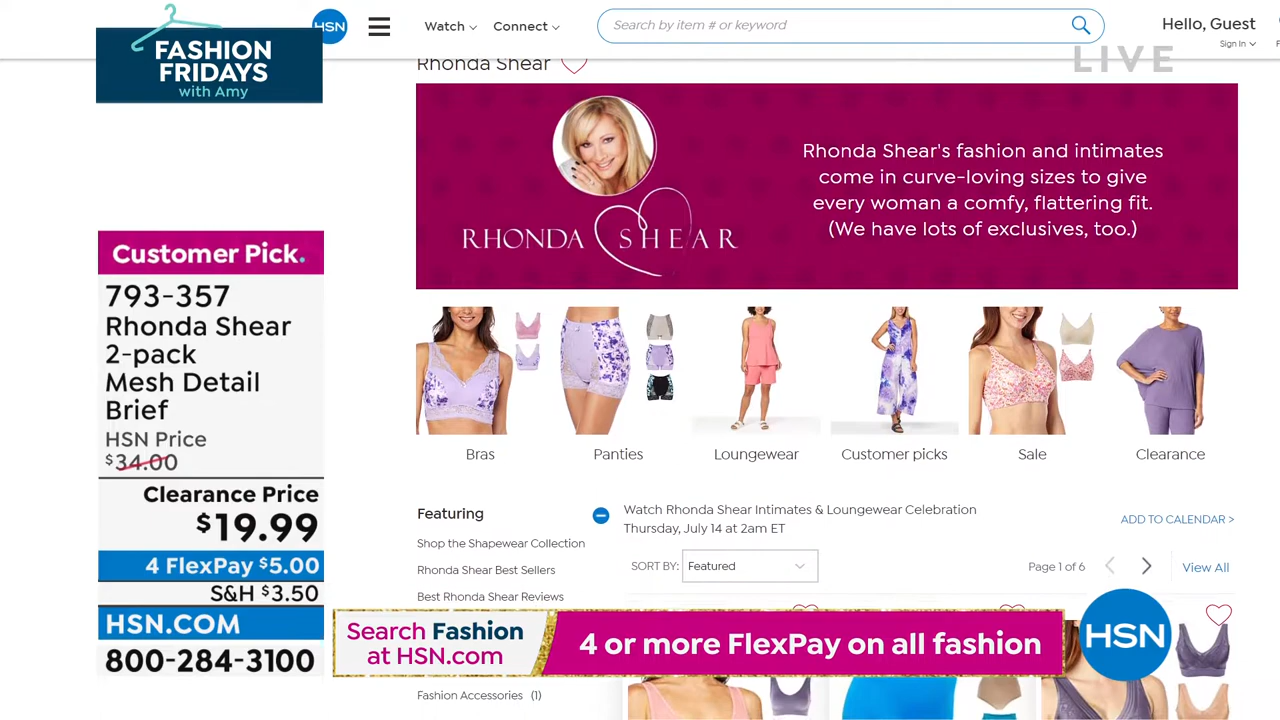 FASHION
FRIDAYS
with Amy
HSN
Watch
Connect
Search by item # or keyword
Hello, Guest
Sign In
LIVE
Rhonda Shear
RHONDA SHEAR
Rhonda Shear's fashion and intimates
come in curve-loving sizes to give
every woman a comfy, flattering fit.
(We have lots of exclusives, too.)
Customer Pick.
793-357
Rhonda Shear
2-pack
Mesh Detail
Brief
HSN Price
$34.00
Clearance Price
$19.99
4 FlexPay $5.00
S&H $3.50
HSN.COM
800-284-3100
Bras
Panties
Loungewear
Customer picks
Sale
Clearance
Featuring
Shop the Shapewear Collection
Rhonda Shear Best Sellers
Best Rhonda Shear Reviews
Watch Rhonda Shear Intimates & Loungewear Celebration
Thursday, July 14 at 2am ET
ADD TO CALENDAR >
SORT BY: Featured
Page 1 of 6
View All
Search Fashion
at HSN.com
4 or more FlexPay on all fashion
HSN
Fashion Accessories (1)